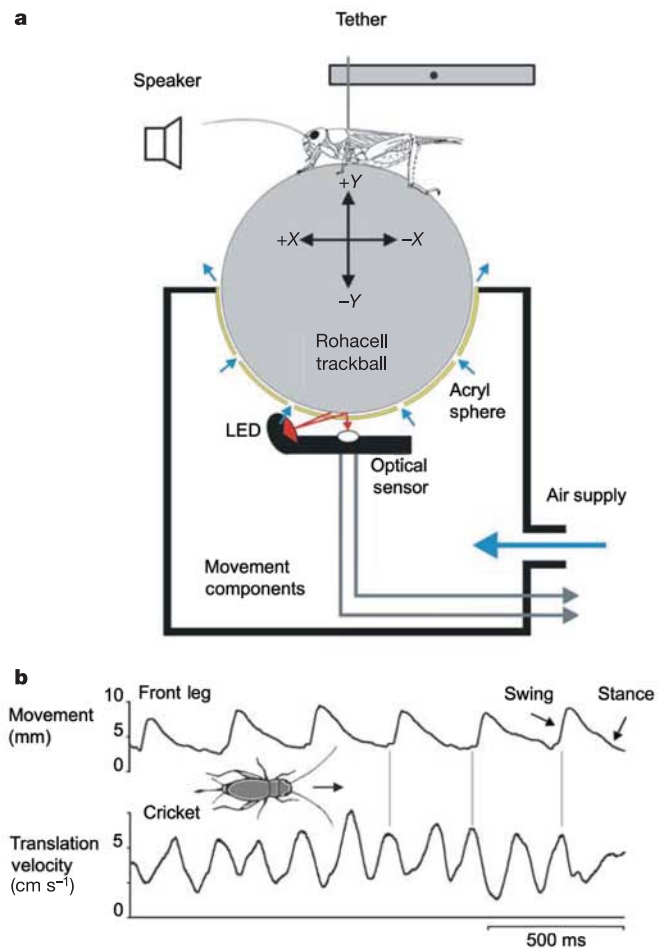 a
Tether
Speaker
+Y
+X
–X
–Y
Rohacell
trackball
Acryl
sphere
LED
Optical
sensor
Air supply
Movement
components
b
Movement
(mm)
10
5
0
Front leg
Swing
Stance
Cricket
Translation
velocity
(cm s⁻¹)
5
0
500 ms